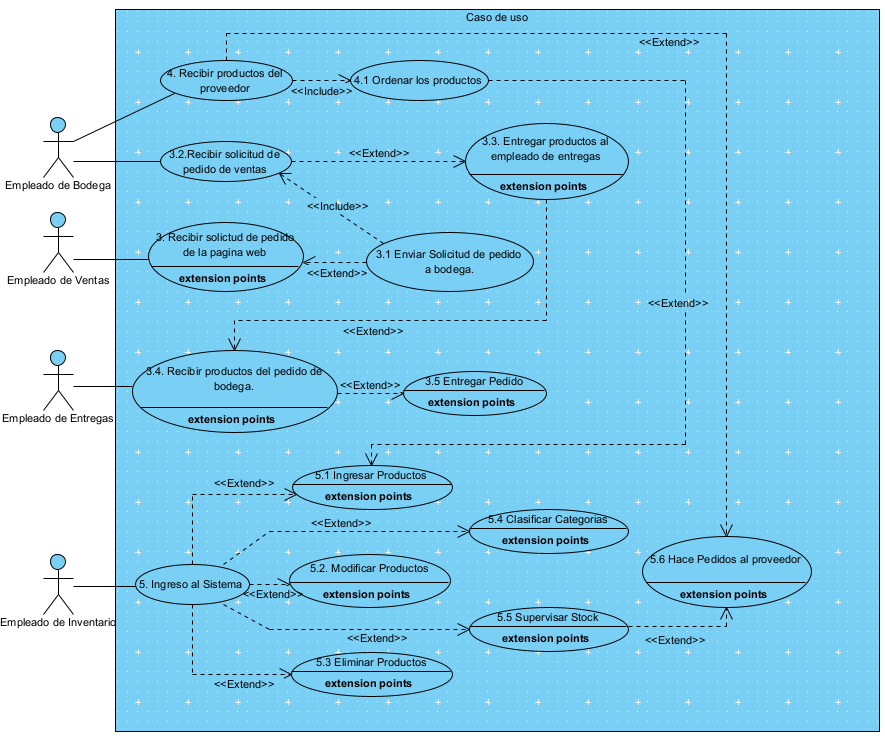 Caso de uso
<<Extend>>
4. Recibir productos del
proveedor
4.1 Ordenar los productos
<<Include>>
Empleado de Bodega
3.2.Recibir solicitud de
pedido de ventas
<<Extend>>
3.3. Entregar productos al
empleado de entregas
extension points
<<Include>>
Empleado de Ventas
3. Recibir solictud de pedido
de la pagina web
extension points
<<Extend>>
3.1 Enviar Solicitud de pedido
a bodega.
<<Extend>>
<<Extend>>
Empleado de Entregas
3.4. Recibir productos del pedido de
bodega.
extension points
<<Extend>>
3.5 Entregar Pedido
extension points
5.1 Ingresar Productos
extension points
<<Extend>>
<<Extend>>
5.4 Clasificar Categorias
extension points
Empleado de Inventario
5. Ingreso al Sistema
<<Extend>>
5.2. Modificar Productos
extension points
5.6 Hace Pedidos al proveedor
extension points
<<Extend>>
5.5 Supervisar Stock
extension points
<<Extend>>
<<Extend>>
5.3 Eliminar Productos
extension points